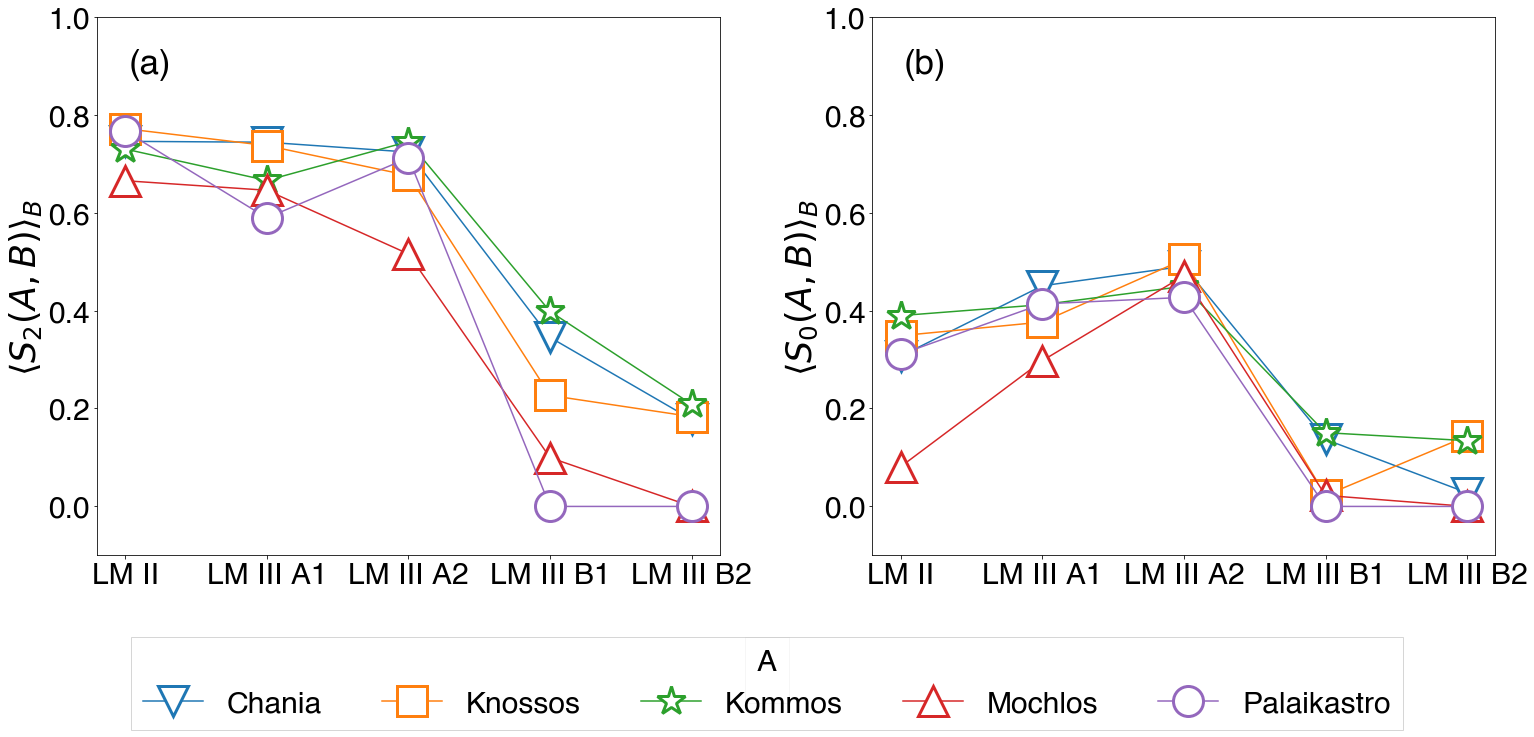 (a)
1.0
0.8
0.6
0.4
0.2
0.0
⟨S₂(A, B)⟩_B
LM II LM III A1 LM III A2 LM III B1 LM III B2
(b)
1.0
0.8
0.6
0.4
0.2
0.0
⟨S₀(A, B)⟩_B
LM II LM III A1 LM III A2 LM III B1 LM III B2
A
Chania Knossos Kommos Mochlos Palaikastro